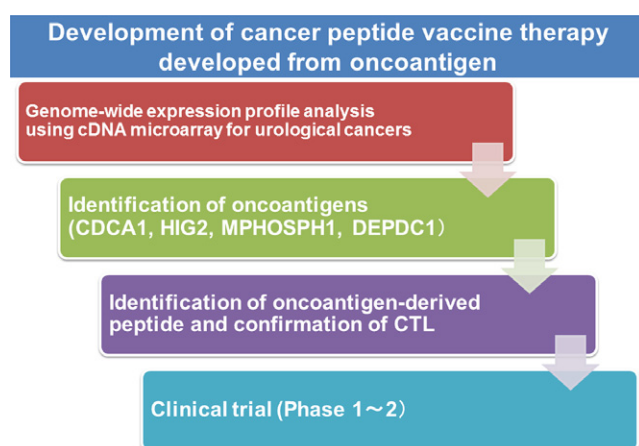 Development of cancer peptide vaccine therapy
developed from oncoantigen
Genome-wide expression profile analysis
using cDNA microarray for urological cancers
Identification of oncoantigens
(CDCA1, HIG2, MPHOSPH1, DEPDC1）
Identification of oncoantigen-derived
peptide and confirmation of CTL
Clinical trial (Phase 1～2）